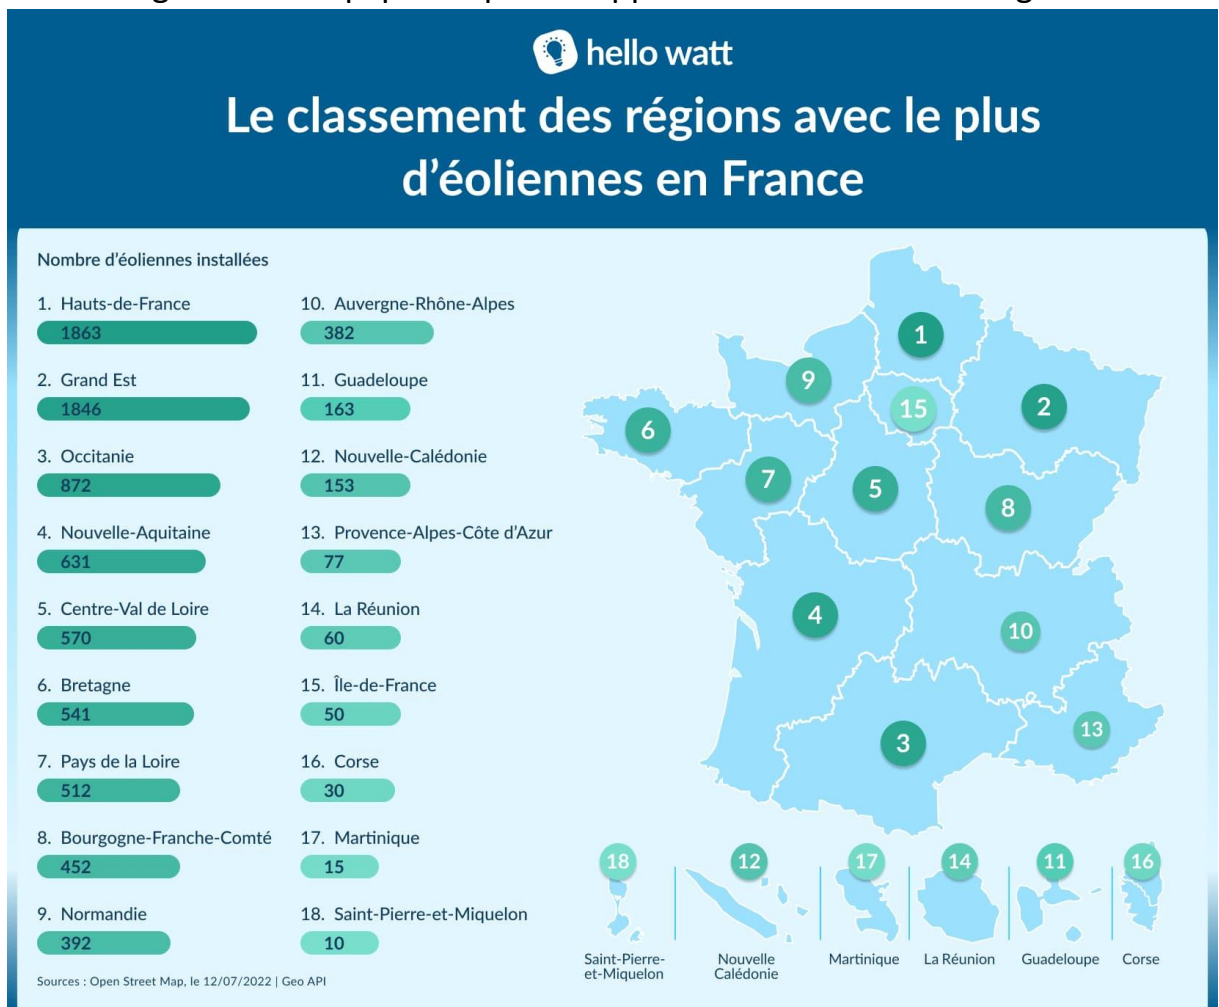 hello watt
Le classement des régions avec le plus
d'éoliennes en France
Nombre d'éoliennes installées
1. Hauts-de-France
1863
2. Grand Est
1846
3. Occitanie
872
4. Nouvelle-Aquitaine
631
5. Centre-Val de Loire
570
6. Bretagne
541
7. Pays de la Loire
512
8. Bourgogne-Franche-Comté
452
9. Normandie
392
10. Auvergne-Rhône-Alpes
382
11. Guadeloupe
163
12. Nouvelle-Calédonie
153
13. Provence-Alpes-Côte d'Azur
77
14. La Réunion
60
15. Île-de-France
50
16. Corse
30
17. Martinique
15
18. Saint-Pierre-et-Miquelon
10
1
9
15
2
6
7
5
8
4
10
3
13
18
12
17
14
11
16
Saint-Pierre-
et-Miquelon
Nouvelle
Calédonie
Martinique
La Réunion
Guadeloupe
Corse
Sources : Open Street Map, le 12/07/2022 | Geo API